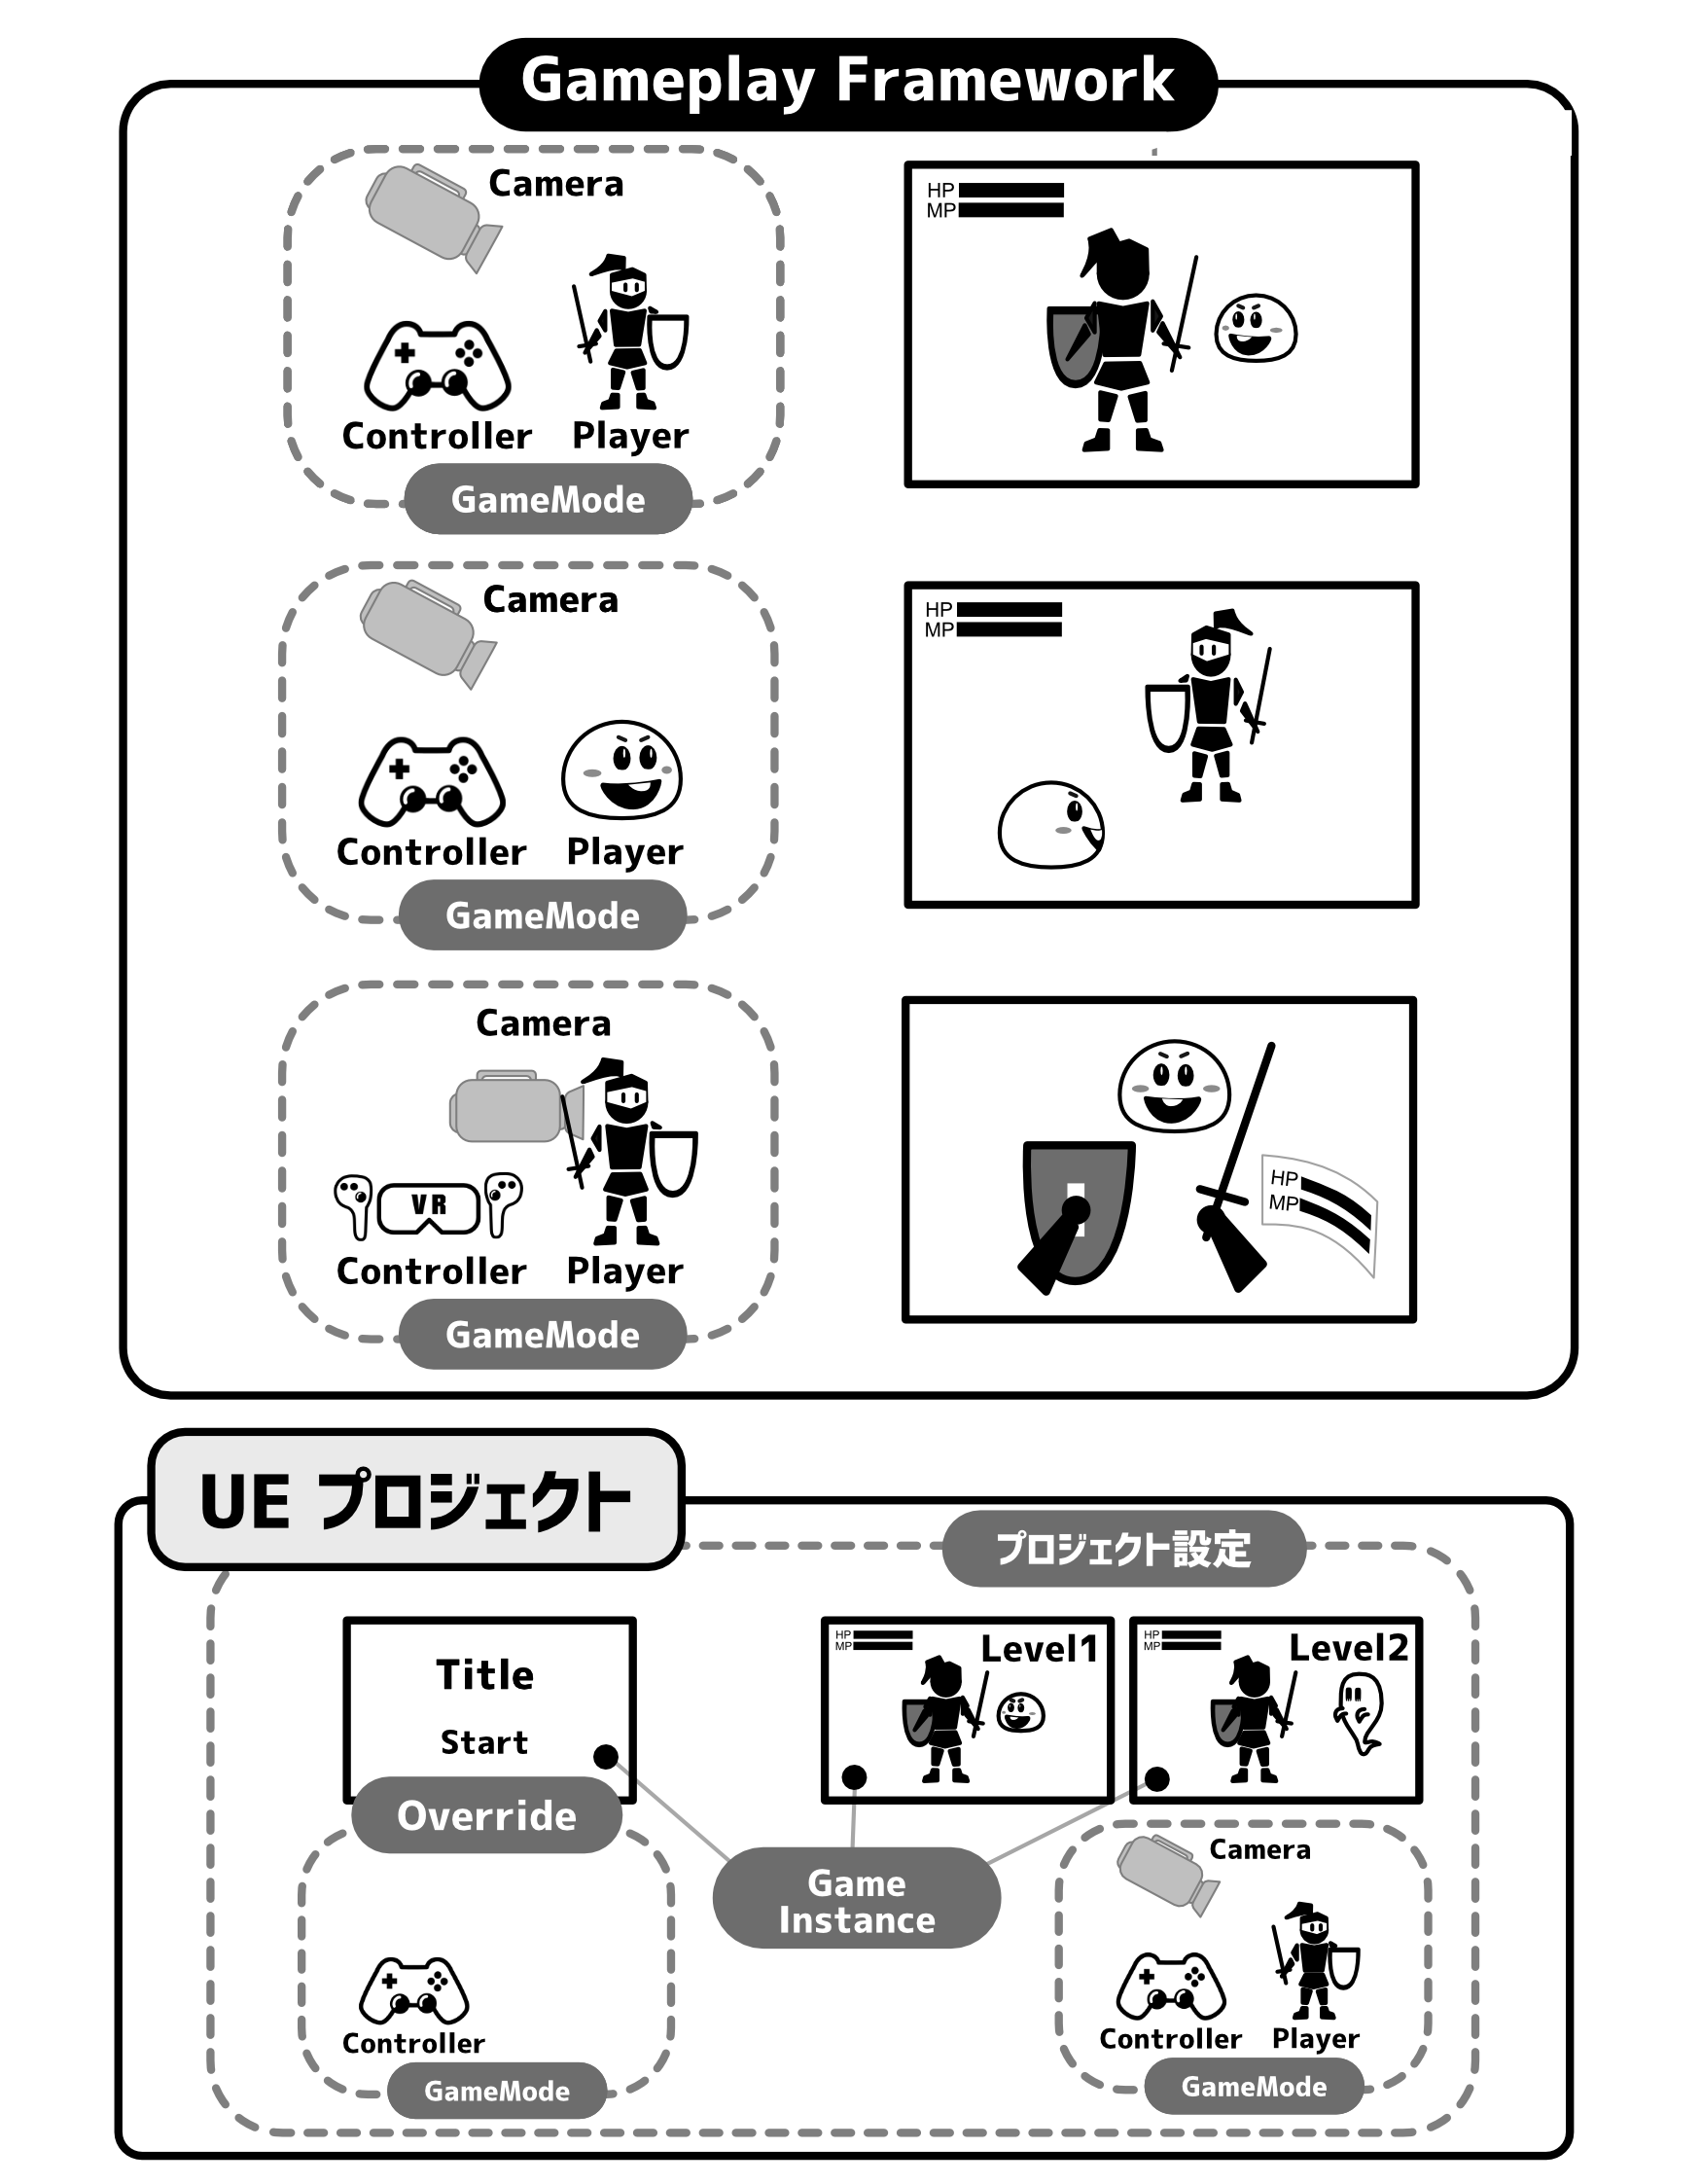 Gameplay Framework
Camera
Controller
Player
GameMode
HP
MP
Camera
Controller
Player
GameMode
HP
MP
Camera
VR
Controller
Player
GameMode
HP
MP
UE プロジェクト
プロジェクト設定
Title
Start
Override
Controller
GameMode
Game
Instance
HP
MP
Level1
HP
MP
Level2
Camera
Controller
Player
GameMode